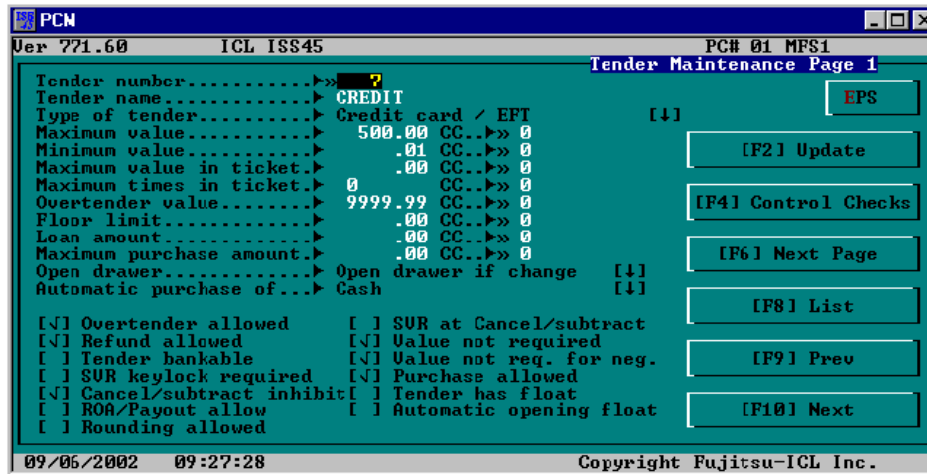 PCN
Ver 771.60 ICL ISS45 PC# 01 MFS1
Tender Maintenance Page 1
Tender number...........►» 7
Tender name.............► CREDIT
EPS
Type of tender..........► Credit card / EFT [↓]
Maximum value...........► 500.00 CC..►» 0
Minimum value...........► .01 CC..►» 0
[F2] Update
Maximum value in ticket.► .00 CC..►» 0
Maximum times in ticket.► 0 CC..►» 0
Overtender value........► 9999.99 CC..►» 0
[F4] Control Checks
Floor limit.............► .00 CC..►» 0
Loan amount.............► .00 CC..►» 0
Maximum purchase amount.► .00 CC..►» 0
[F6] Next Page
Open drawer.............► Open drawer if change [↓]
Automatic purchase of...► Cash [↓]
[F8] List
[√] Overtender allowed [ ] SVR at Cancel/subtract
[√] Refund allowed [√] Value not required
[ ] Tender bankable [√] Value not req. for neg.
[F9] Prev
[ ] SVR keylock required [√] Purchase allowed
[√] Cancel/subtract inhibit[ ] Tender has float
[ ] ROA/Payout allow [ ] Automatic opening float
[F10] Next
[ ] Rounding allowed
09/06/2002 09:27:28 Copyright Fujitsu-ICL Inc.